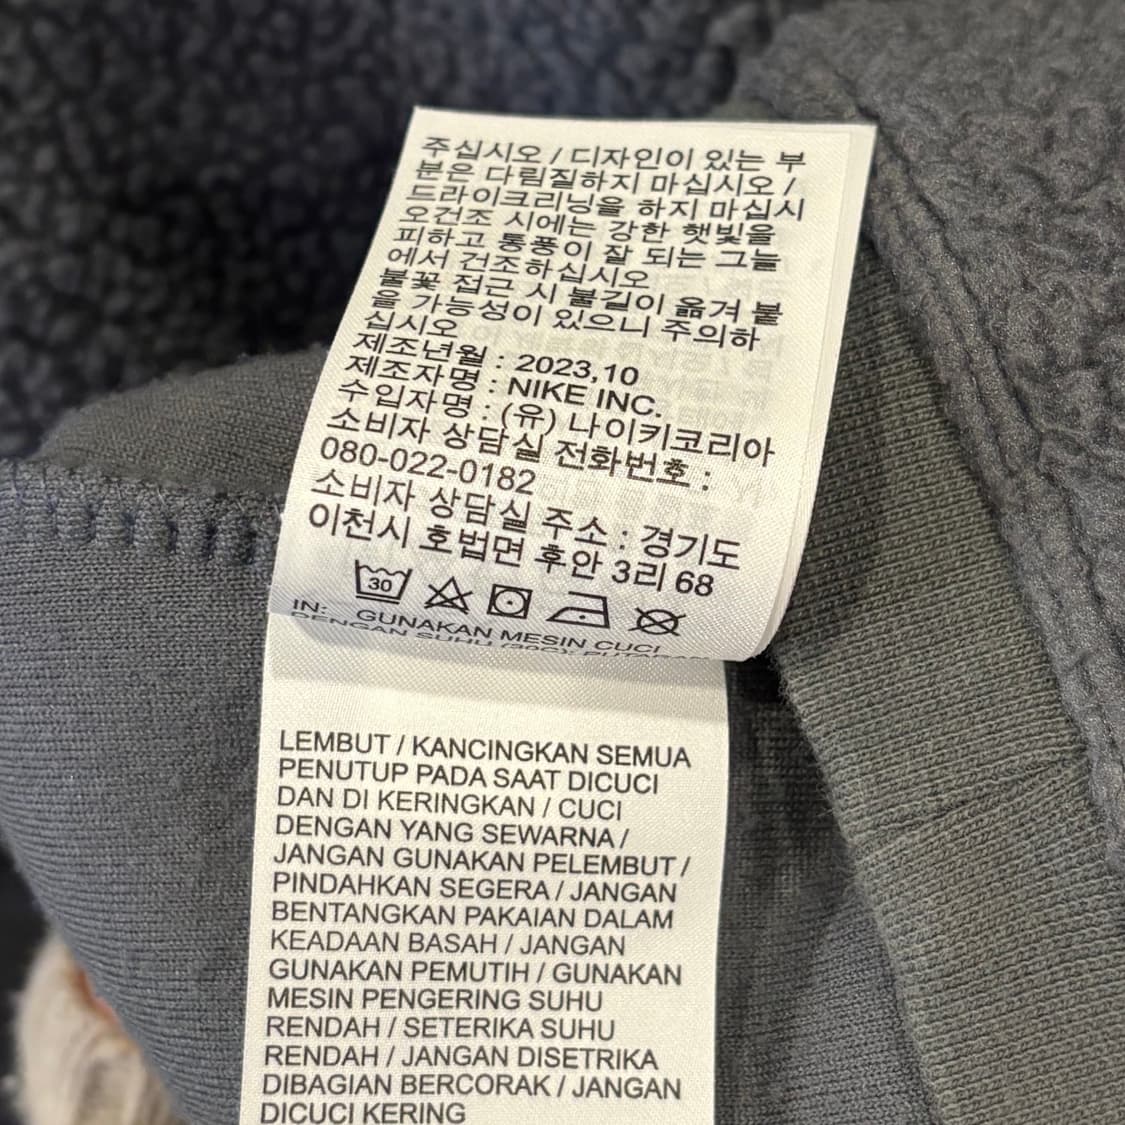 주십시오 / 디자인이 있는 부
분은 다림질하지 마십시오 /
드라이크리닝을 하지 마십시
오건조 시에는 강한 햇빛을
피하고 통풍이 잘 되는 그늘
에서 건조하십시오
불꽃 접근 시 불길이 옮겨 붙
을 가능성이 있으니 주의하
십시오
제조년월 : 2023,10
제조자명 : NIKE INC.
수입자명 : (유) 나이키코리아
소비자 상담실 전화번호 :
080-022-0182
소비자 상담실 주소 : 경기도
이천시 호법면 후안 3리 68
30
IN: GUNAKAN MESIN CUCI
DENGAN SUHU (30C); PUTARAN
LEMBUT / KANCINGKAN SEMUA
PENUTUP PADA SAAT DICUCI
DAN DI KERINGKAN / CUCI
DENGAN YANG SEWARNA /
JANGAN GUNAKAN PELEMBUT /
PINDAHKAN SEGERA / JANGAN
BENTANGKAN PAKAIAN DALAM
KEADAAN BASAH / JANGAN
GUNAKAN PEMUTIH / GUNAKAN
MESIN PENGERING SUHU
RENDAH / SETERIKA SUHU
RENDAH / JANGAN DISETRIKA
DIBAGIAN BERCORAK / JANGAN
DICUCI KERING